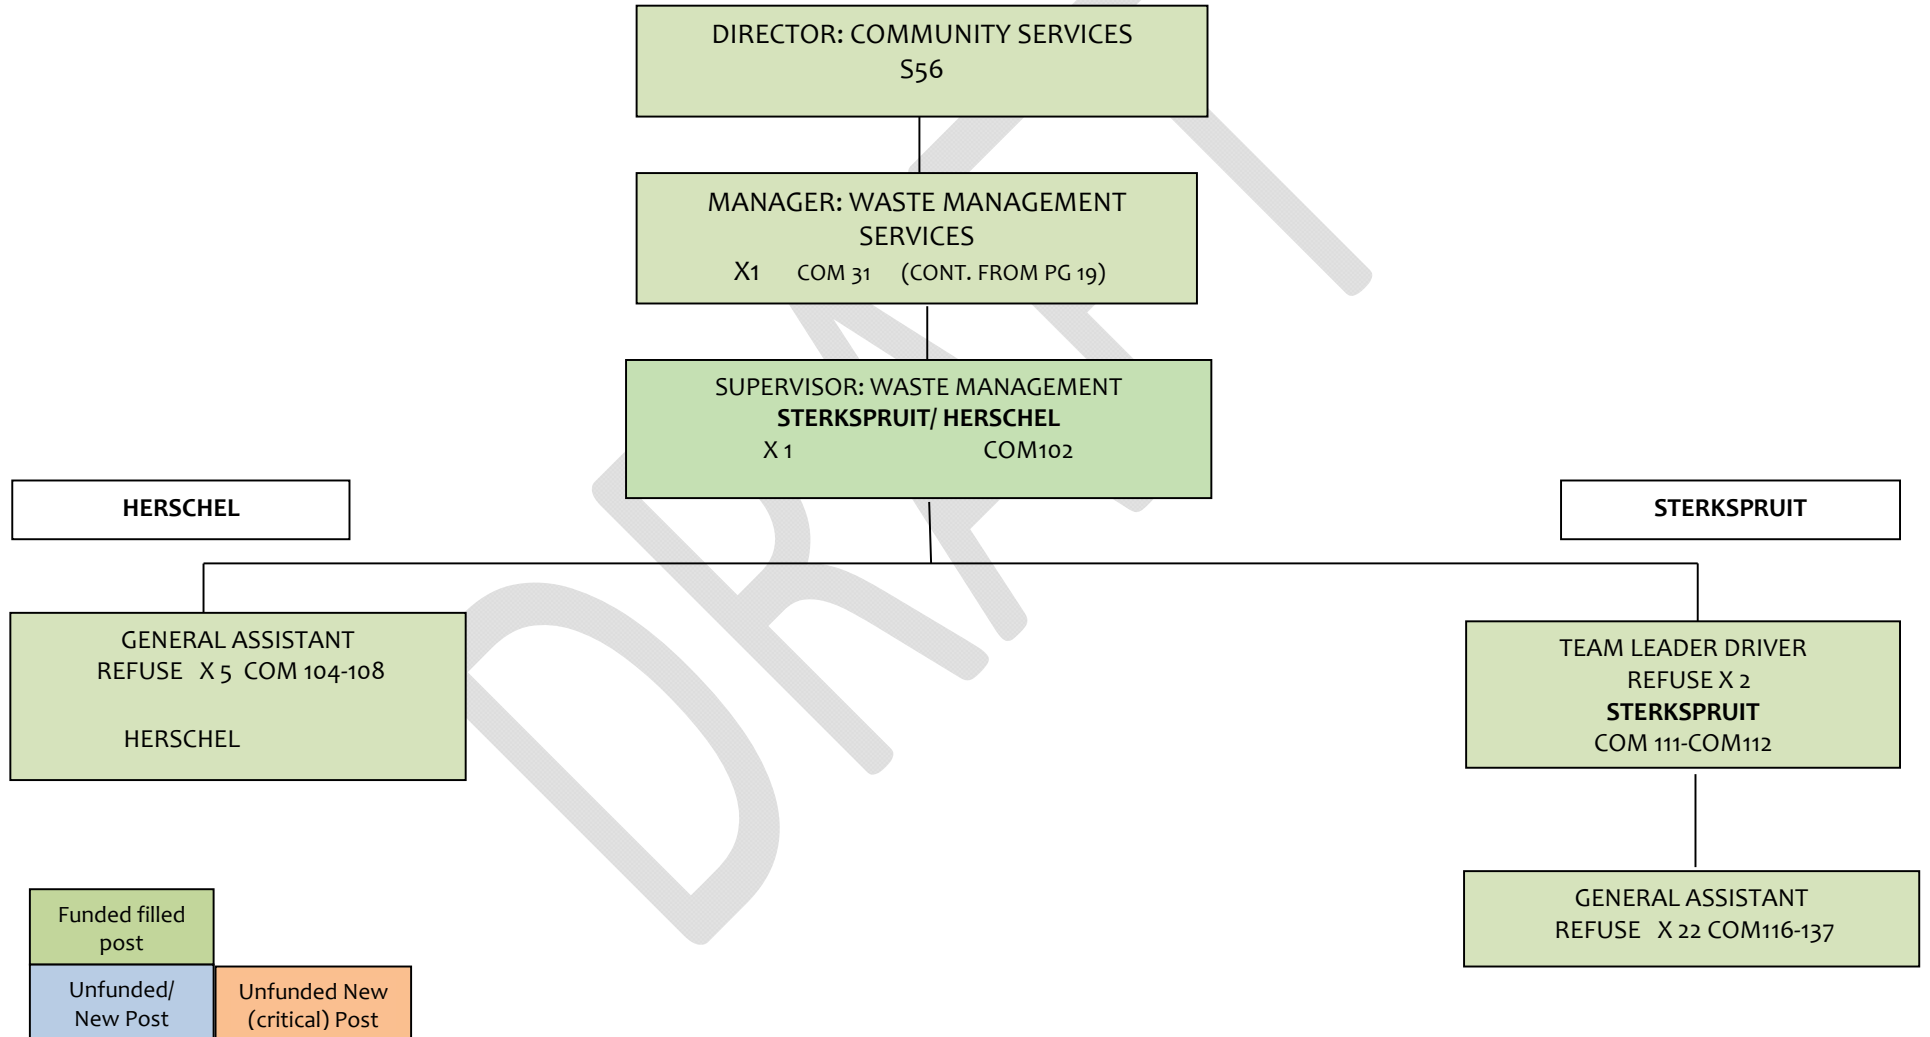 DIRECTOR: COMMUNITY SERVICES
S56
MANAGER: WASTE MANAGEMENT
SERVICES
X1 COM 31 (CONT. FROM PG 19)
SUPERVISOR: WASTE MANAGEMENT
STERKSPRUIT/ HERSCHEL
X 1 COM102
HERSCHEL
STERKSPRUIT
GENERAL ASSISTANT
REFUSE X 5 COM 104-108
HERSCHEL
TEAM LEADER DRIVER
REFUSE X 2
STERKSPRUIT
COM 111-COM112
GENERAL ASSISTANT
REFUSE X 22 COM116-137
Funded filled
post
Unfunded/
New Post
Unfunded New
(critical) Post
DRAFT